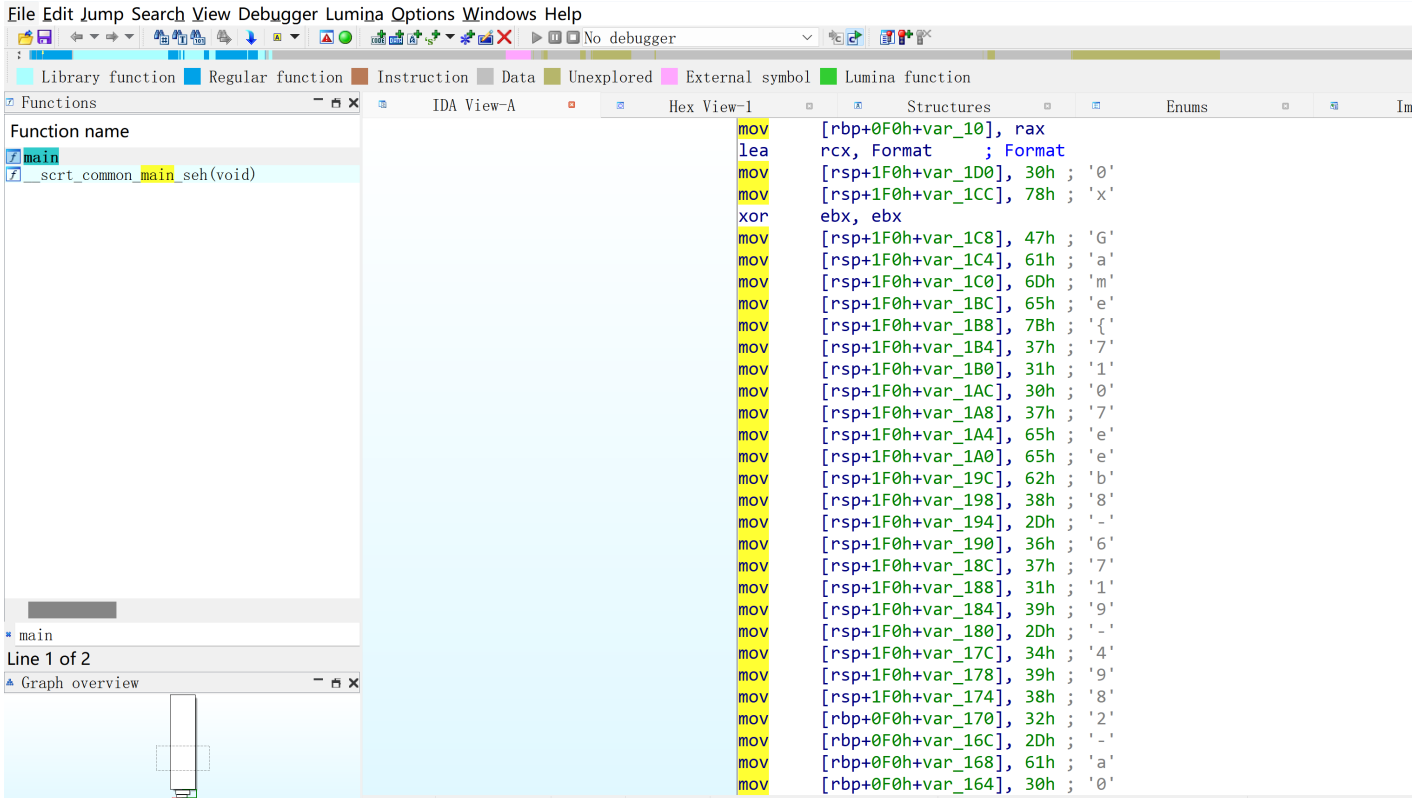 File Edit Jump Search View Debugger Lumina Options Windows Help
No debugger
Library function Regular function Instruction Data Unexplored External symbol Lumina function
Functions
IDA View-A Hex View-1 Structures Enums Im
Function name
main
__scrt_common_main_seh(void)
main
Line 1 of 2
Graph overview
mov [rbp+0F0h+var_10], rax
lea rcx, Format ; Format
mov [rsp+1F0h+var_1D0], 30h ; '0'
mov [rsp+1F0h+var_1CC], 78h ; 'x'
xor ebx, ebx
mov [rsp+1F0h+var_1C8], 47h ; 'G'
mov [rsp+1F0h+var_1C4], 61h ; 'a'
mov [rsp+1F0h+var_1C0], 6Dh ; 'm'
mov [rsp+1F0h+var_1BC], 65h ; 'e'
mov [rsp+1F0h+var_1B8], 7Bh ; '{'
mov [rsp+1F0h+var_1B4], 37h ; '7'
mov [rsp+1F0h+var_1B0], 31h ; '1'
mov [rsp+1F0h+var_1AC], 30h ; '0'
mov [rsp+1F0h+var_1A8], 37h ; '7'
mov [rsp+1F0h+var_1A4], 65h ; 'e'
mov [rsp+1F0h+var_1A0], 65h ; 'e'
mov [rsp+1F0h+var_19C], 62h ; 'b'
mov [rsp+1F0h+var_198], 38h ; '8'
mov [rsp+1F0h+var_194], 2Dh ; '-'
mov [rsp+1F0h+var_190], 36h ; '6'
mov [rsp+1F0h+var_18C], 37h ; '7'
mov [rsp+1F0h+var_188], 31h ; '1'
mov [rsp+1F0h+var_184], 39h ; '9'
mov [rsp+1F0h+var_180], 2Dh ; '-'
mov [rsp+1F0h+var_17C], 34h ; '4'
mov [rsp+1F0h+var_178], 39h ; '9'
mov [rsp+1F0h+var_174], 38h ; '8'
mov [rbp+0F0h+var_170], 32h ; '2'
mov [rbp+0F0h+var_16C], 2Dh ; '-'
mov [rbp+0F0h+var_168], 61h ; 'a'
mov [rbp+0F0h+var_164], 30h ; '0'